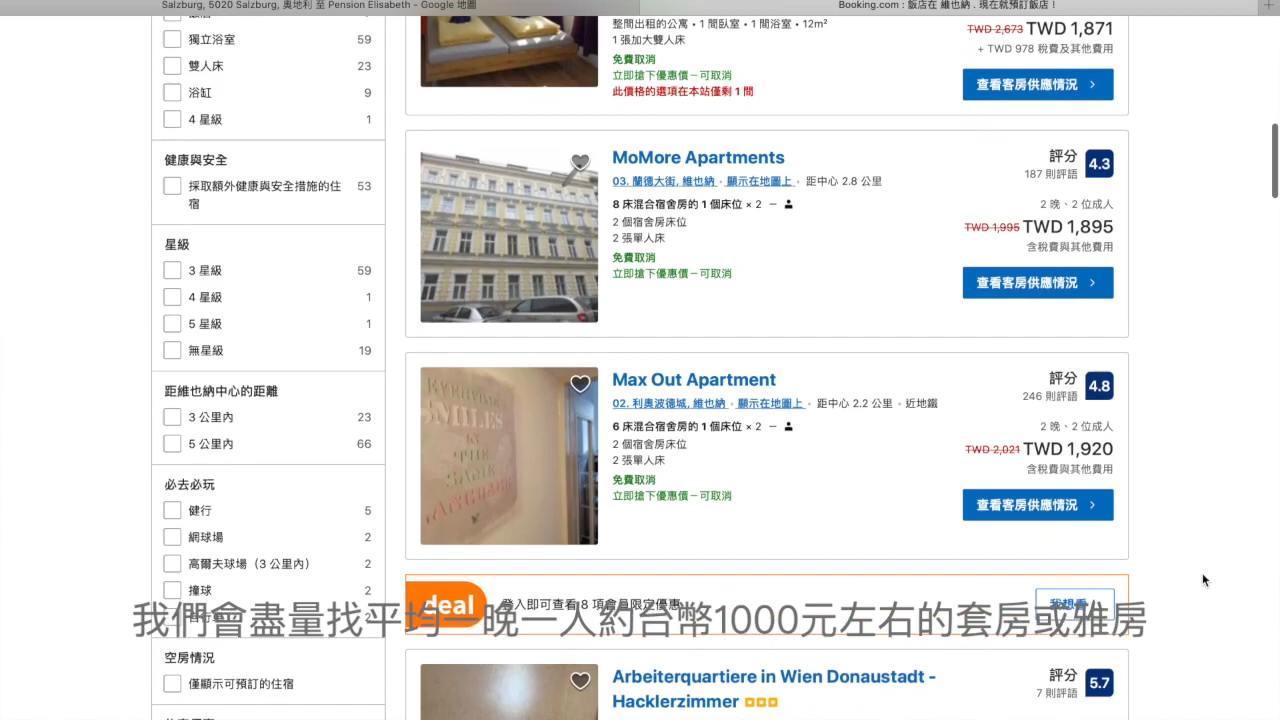 Salzburg, 5020 Salzburg, 奧地利 至 Pension Elisabeth - Google 地圖
Booking.com : 飯店在 維也納 . 現在就預訂飯店！
獨立浴室 59
雙人床 23
浴缸 9
4 星級 1
健康與安全
採取額外健康與安全措施的住宿 53
星級
3 星級 59
4 星級 1
5 星級 1
無星級 19
距維也納中心的距離
3 公里內 23
5 公里內 66
必去必玩
健行 5
網球場 2
高爾夫球場（3 公里內） 2
撞球 2
空房情況
僅顯示可預訂的住宿
整間出租的公寓 • 1 間臥室 • 1 間浴室 • 12m²
1 張加大雙人床
免費取消
立即搶下優惠價－可取消
此價格的選項在本站僅剩 1 間
TWD 2,673 TWD 1,871
+ TWD 978 稅費及其他費用
查看客房供應情況
MoMore Apartments
03. 蘭德大街, 維也納 • 顯示在地圖上 • 距中心 2.8 公里
8 床混合宿舍房的 1 個床位 × 2 －
2 個宿舍房床位
2 張單人床
免費取消
立即搶下優惠價－可取消
評分 4.3
187 則評語
2 晚、2 位成人
TWD 1,995 TWD 1,895
含稅費與其他費用
查看客房供應情況
EVERYONE
SMILES
IN
THE
SAME
LANGUAGE
Max Out Apartment
02. 利奧波德城, 維也納 • 顯示在地圖上 • 距中心 2.2 公里 • 近地鐵
6 床混合宿舍房的 1 個床位 × 2 －
2 個宿舍房床位
2 張單人床
免費取消
立即搶下優惠價－可取消
評分 4.8
246 則評語
2 晚、2 位成人
TWD 2,021 TWD 1,920
含稅費與其他費用
查看客房供應情況
deal
登入即可查看 8 項會員限定優惠
我想看
我們會盡量找平均一晚一人約台幣1000元左右的套房或雅房
Arbeiterquartiere in Wien Donaustadt -
Hacklerzimmer
評分 5.7
7 則評語